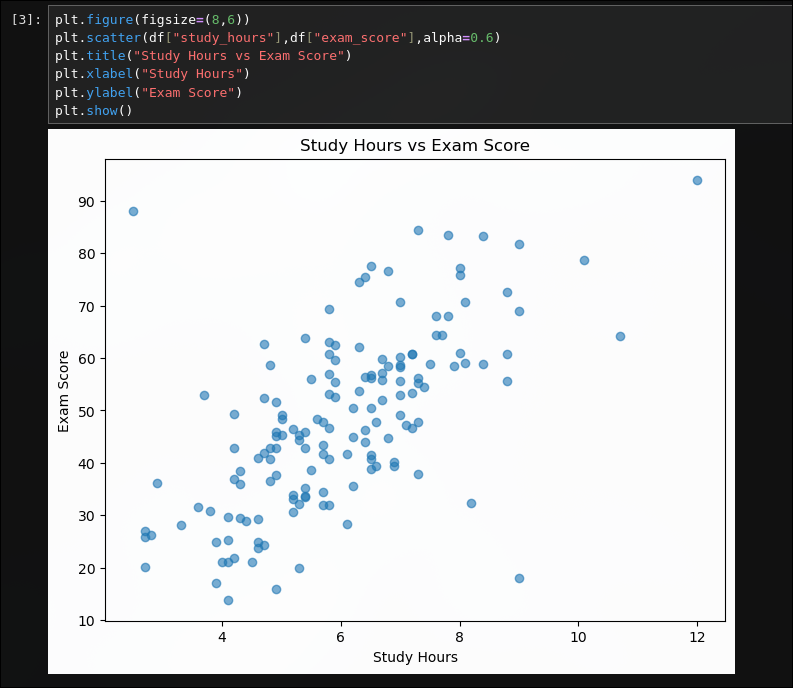 [3]: plt.figure(figsize=(8,6))
plt.scatter(df["study_hours"],df["exam_score"],alpha=0.6)
plt.title("Study Hours vs Exam Score")
plt.xlabel("Study Hours")
plt.ylabel("Exam Score")
plt.show()
Study Hours vs Exam Score
90
80
70
60
50
40
30
20
10
Exam Score
4 6 8 10 12
Study Hours